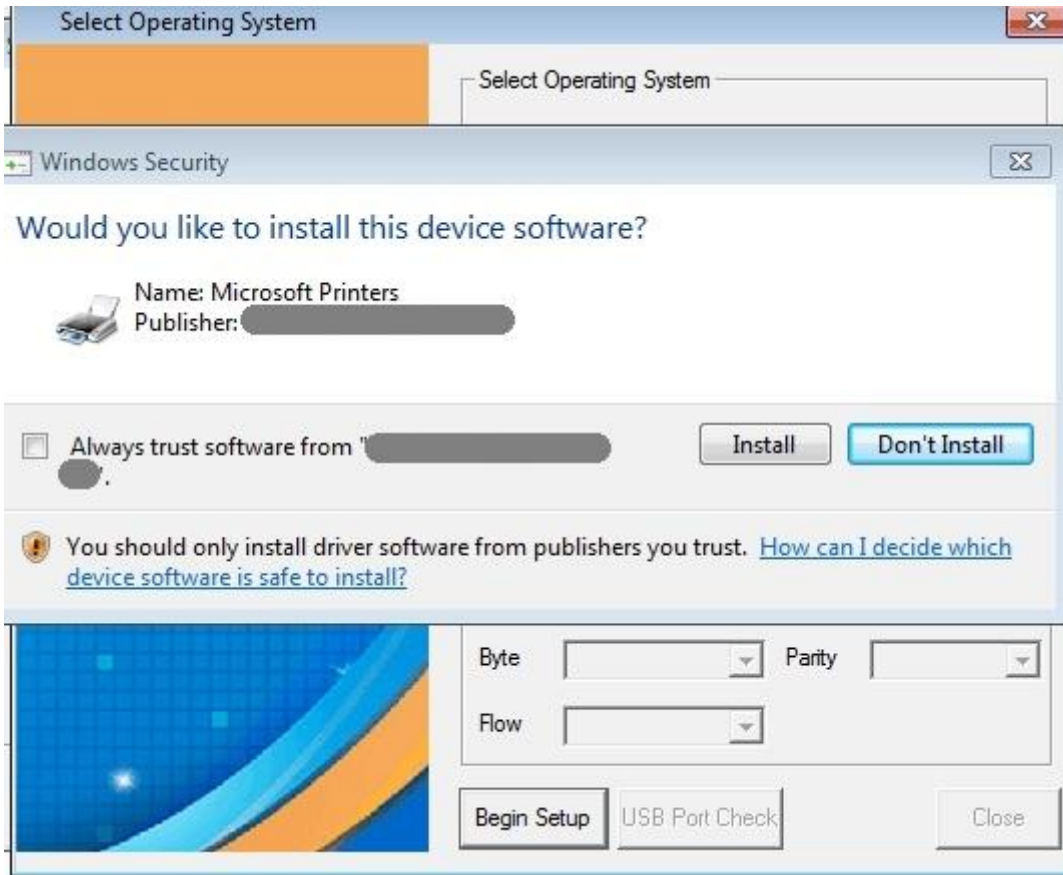 Select Operating System
Select Operating System
Windows Security
Would you like to install this device software?
Name: Microsoft Printers
Publisher:
Always trust software from "
".
Install
Don't Install
You should only install driver software from publishers you trust. How can I decide which
device software is safe to install?
Byte
Parity
Flow
Begin Setup
USB Port Check
Close